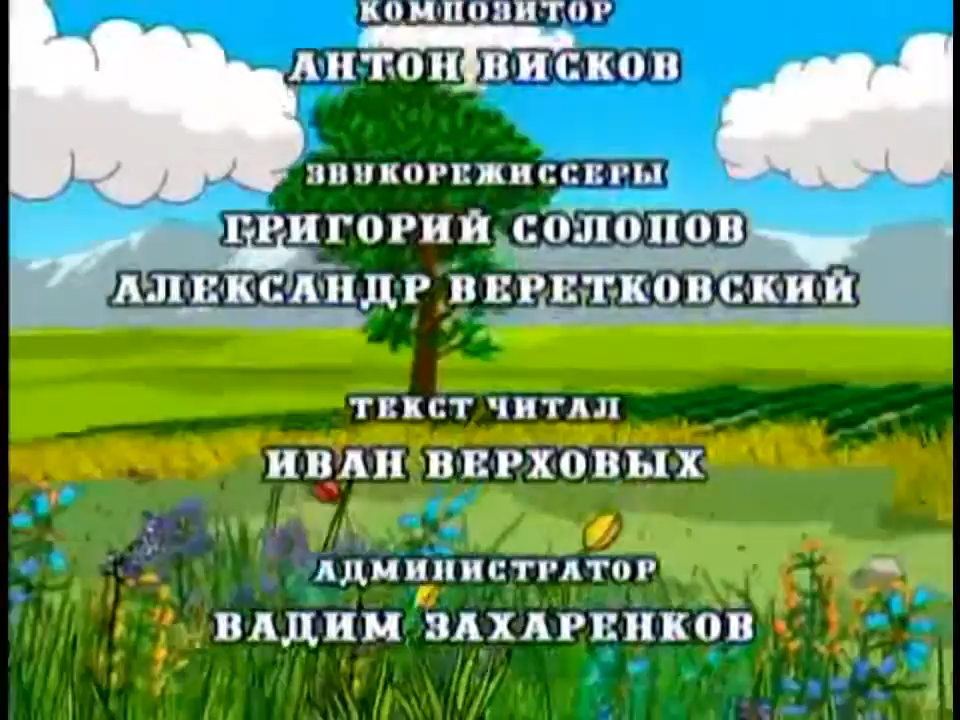 КОМПОЗИТОР
АНТОН ВИСКОВ
ЗВУКОРЕЖИССЕРЫ
ГРИГОРИЙ СОЛОПОВ
АЛЕКСАНДР ВЕРЕТКОВСКИЙ
ТЕКСТ ЧИТАЛ
ИВАН ВЕРХОВЫХ
АДМИНИСТРАТОР
ВАДИМ ЗАХАРЕНКОВ